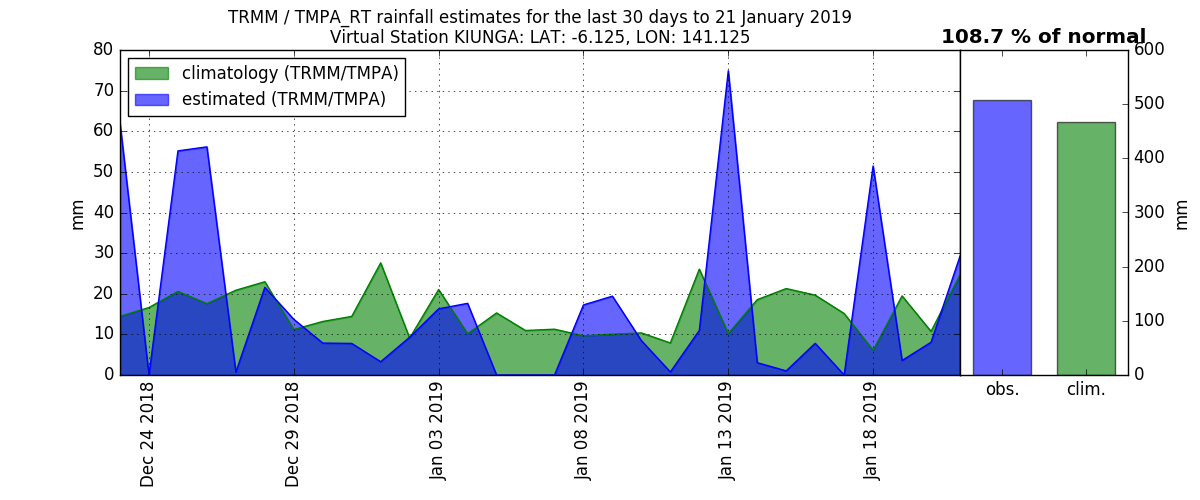 TRMM / TMPA_RT rainfall estimates for the last 30 days to 21 January 2019
Virtual Station KIUNGA: LAT: -6.125, LON: 141.125
108.7 % of normal
climatology (TRMM/TMPA)
estimated (TRMM/TMPA)
80
70
60
50
40
30
20
10
0
mm
Dec 24 2018
Dec 29 2018
Jan 03 2019
Jan 08 2019
Jan 13 2019
Jan 18 2019
obs.
clim.
600
500
400
300
200
100
0
mm